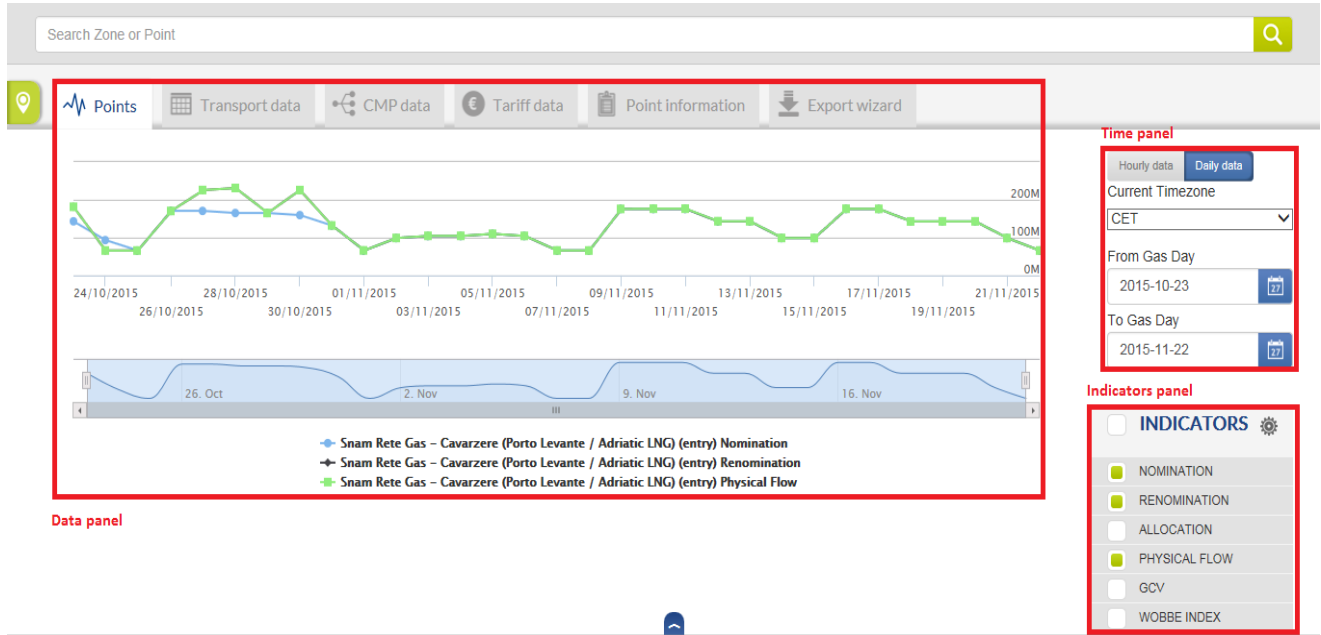 Search Zone or Point
Points
Transport data
CMP data
Tariff data
Point information
Export wizard
Time panel
Hourly data
Daily data
Current Timezone
CET
From Gas Day
2015-10-23
27
To Gas Day
2015-11-22
27
200M
100M
0M
24/10/2015
28/10/2015
01/11/2015
05/11/2015
09/11/2015
13/11/2015
17/11/2015
21/11/2015
26/10/2015
30/10/2015
03/11/2015
07/11/2015
11/11/2015
15/11/2015
19/11/2015
26. Oct
2. Nov
9. Nov
16. Nov
Snam Rete Gas – Cavarzere (Porto Levante / Adriatic LNG) (entry) Nomination
Snam Rete Gas – Cavarzere (Porto Levante / Adriatic LNG) (entry) Renomination
Snam Rete Gas – Cavarzere (Porto Levante / Adriatic LNG) (entry) Physical Flow
Data panel
Indicators panel
INDICATORS
NOMINATION
RENOMINATION
ALLOCATION
PHYSICAL FLOW
GCV
WOBBE INDEX